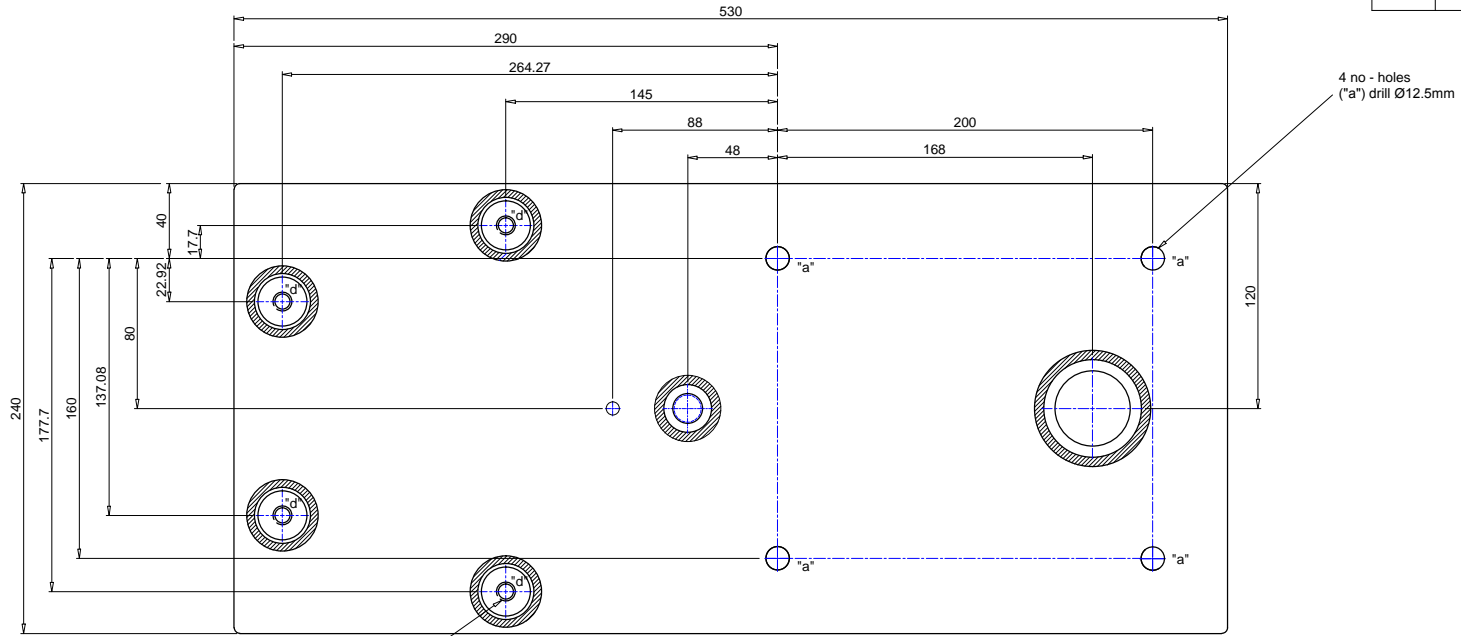 530
290
264.27
145
88
200
48
168
4 no - holes
("a") drill Ø12.5mm
40
17.7
22.92
80
137.08
160
177.7
240
120
"d"
"a"
"a"
"d"
"d"
"a"
"a"
"d"